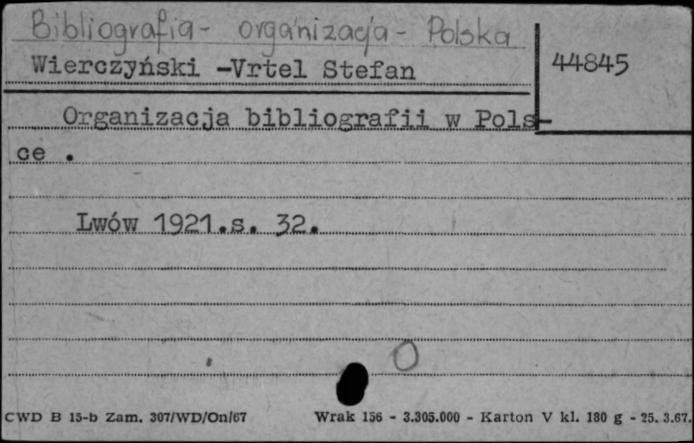 Bibliografia - organizacja - Polska
Wierczyński -Vrtel Stefan
44845
Organizacja bibliografii w Pols-
ce .
Lwów 1921.s. 32.
CWD B 15-b Zam. 307/WD/On/67 Wrak 156 - 3.305.000 - Karton V kl. 180 g - 25. 3.67.